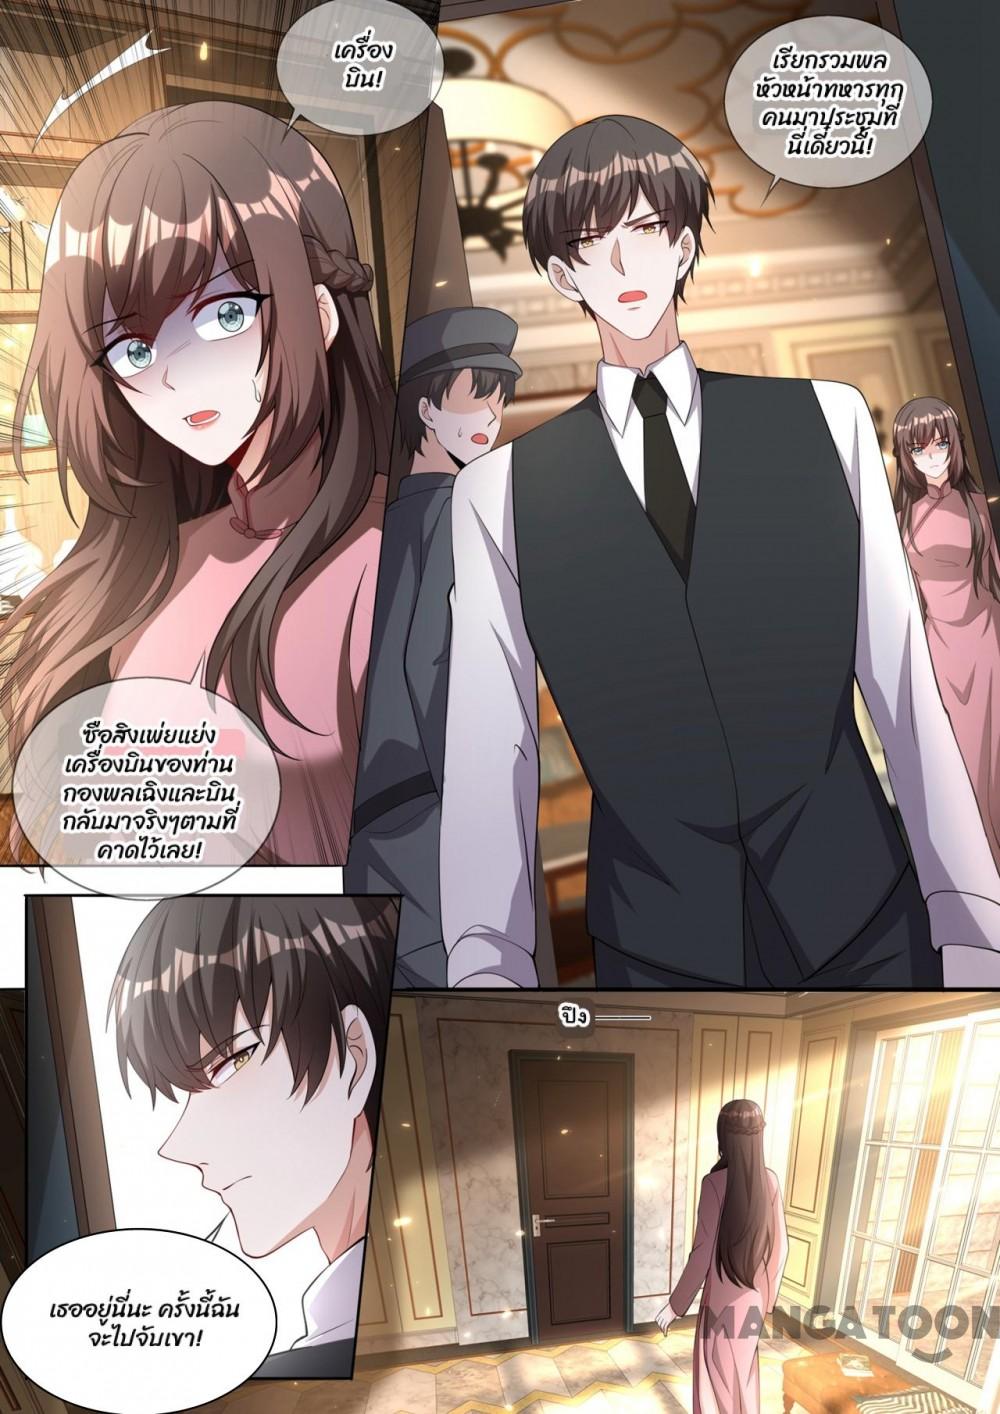 เครื่อง
บิน!
เรียกรวมพล
หัวหน้าทหารทุก
คนมาประชุมที่
นี่เดี๋ยวนี้!
ซือสิงเพ่ยแย่ง
เครื่องบินของท่าน
กองพลเฉิงและบิน
กลับมาจริงๆตามที่
คาดไว้เลย!
ปึง
เธออยู่นี่นะ ครั้งนี้ฉัน
จะไปจับเขา!
MANGATOON